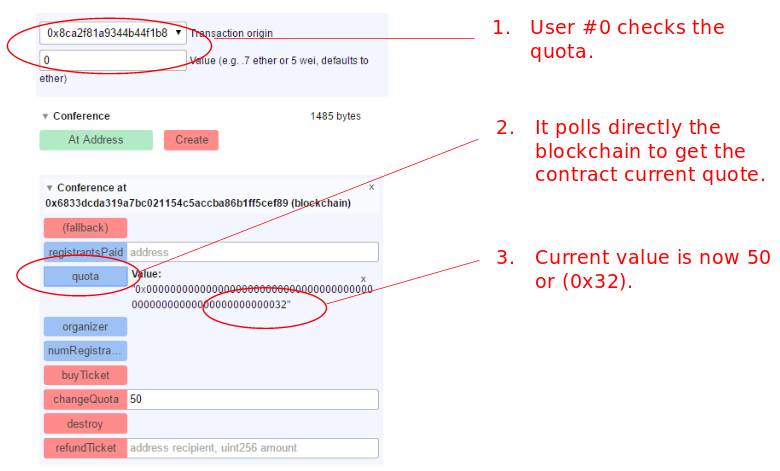 0x8ca2f81a9344b44f1b8 Transaction origin
0 Value (e.g. .7 ether or 5 wei, defaults to
ether)
1. User #0 checks the
quota.
Conference 1485 bytes
At Address Create
2. It polls directly the
blockchain to get the
contract current quote.
Conference at x
0x6833dcda319a7bc021154c5accba86b1ff5cef89 (blockchain)
(fallback)
registrantsPaid address
quota Value: x
"0x00000000000000000000000000000000000000
00000000000000000000000032"
3. Current value is now 50
or (0x32).
organizer
numRegistra...
buyTicket
changeQuota 50
destroy
refundTicket address recipient, uint256 amount